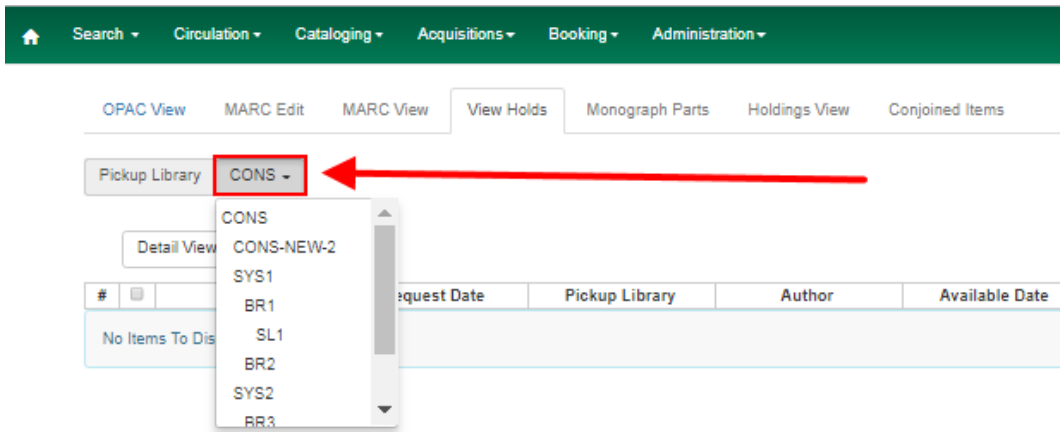 Search Circulation Cataloging Acquisitions Booking Administration
OPAC View MARC Edit MARC View View Holds Monograph Parts Holdings View Conjoined Items
Pickup Library CONS
CONS
Detail View CONS-NEW-2
SYS1
# equest Date Pickup Library Author Available Date
BR1
No Items To Dis SL1
BR2
SYS2
BR3